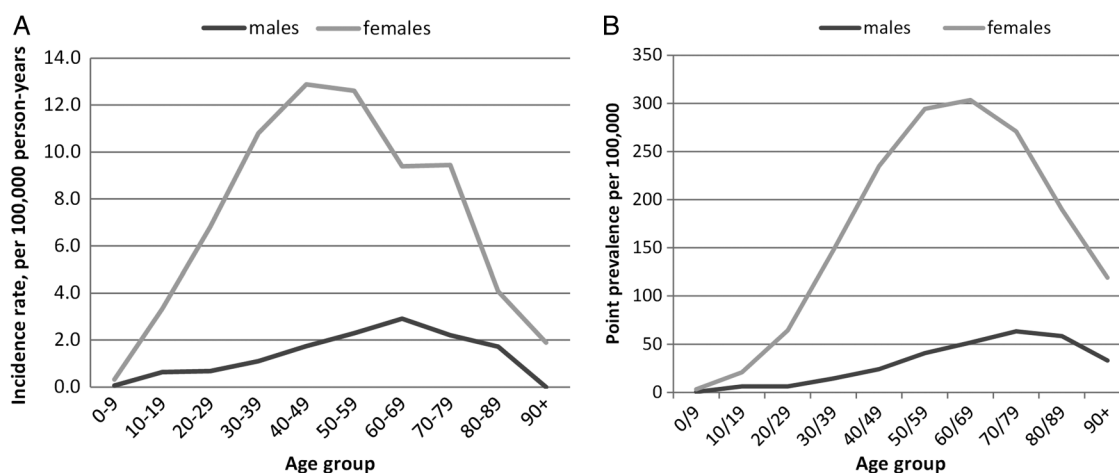 A
males females
Incidence rate, per 100,000 person-years
14.0
12.0
10.0
8.0
6.0
4.0
2.0
0.0
0-9 10-19 20-29 30-39 40-49 50-59 60-69 70-79 80-89 90+
Age group
B
males females
Point prevalence per 100,000
350
300
250
200
150
100
50
0
0/9 10/19 20/29 30/39 40/49 50/59 60/69 70/79 80/89 90+
Age group